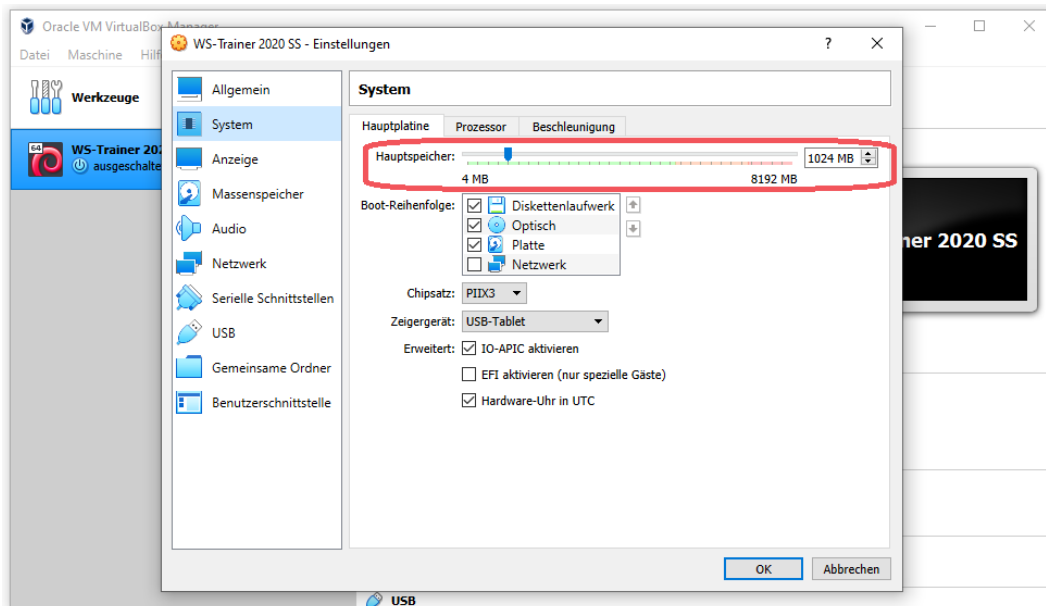 Oracle VM VirtualBox Manager
Datei Maschine Hilf
Werkzeuge
64
WS-Trainer 202
ausgeschalte
WS-Trainer 2020 SS - Einstellungen
?
Allgemein
System
Anzeige
Massenspeicher
Audio
Netzwerk
Serielle Schnittstellen
USB
Gemeinsame Ordner
Benutzerschnittstelle
System
Hauptplatine Prozessor Beschleunigung
Hauptspeicher: 1024 MB
4 MB 8192 MB
Boot-Reihenfolge: Diskettenlaufwerk
Optisch
Platte
Netzwerk
Chipsatz: PIIX3
Zeigergerät: USB-Tablet
Erweitert: IO-APIC aktivieren
EFI aktivieren (nur spezielle Gäste)
Hardware-Uhr in UTC
OK Abbrechen
ner 2020 SS
USB